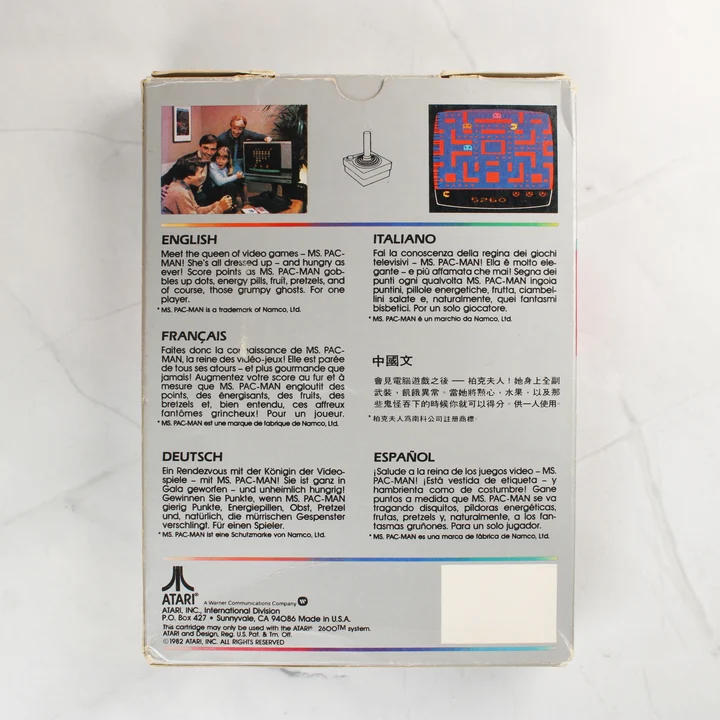 5260
ENGLISH
Meet the queen of video games – MS. PAC-
MAN! She's all dressed up – and hungry as
ever! Score points as MS. PAC-MAN gob-
bles up dots, energy pills, fruit, pretzels, and
of course, those grumpy ghosts. For one
player.
* MS. PAC-MAN is a trademark of Namco, Ltd.
FRANÇAIS
Faites donc la connaissance de MS. PAC-
MAN, la reine des vidéo-jeux! Elle est parée
de tous ses atours – et plus gourmande que
jamais! Augmentez votre score au fur et à
mesure que MS. PAC-MAN engloutit des
points, des énergisants, des fruits, des
bretzels et, bien entendu, ces affreux
fantômes grincheux! Pour un joueur.
* MS. PAC-MAN est une marque de fabrique de Namco, Ltd.
DEUTSCH
Ein Rendezvous mit der Königin der Video-
spiele – mit MS. PAC-MAN! Sie ist ganz in
Gala geworfen – und unheimlich hungrig!
Gewinnen Sie Punkte, wenn MS. PAC-MAN
gierig Punkte, Energiepillen, Obst, Pretzel
und, natürlich, die mürrischen Gespenster
verschlingt. Für einen Spieler.
* MS. PAC-MAN ist eine Schutzmarke von Namco, Ltd.
ITALIANO
Fai la conoscenza della regina dei giochi
televisivi – MS. PAC-MAN! Ella è molto ele-
gante – e più affamata che mai! Segna dei
punti ogni qualvolta MS. PAC-MAN ingoia
puntini, pillole energetiche, frutta, ciambel-
lini salate e, naturalmente, quei fantasmi
bisbetici. Por un solo giocatore.
* MS. PAC-MAN è un marchio da Namco, Ltd.
中國文
會見電腦遊戲之後 — 柏克夫人！她身上全副
武裝，飢餓異常。當她將點心，水果，以及那
些鬼怪吞下的時候你就可以得分。供一人使用。
* 柏克夫人為南科公司註册商標。
ESPAÑOL
¡Salude a la reina de los juegos video – MS.
PAC-MAN! ¡Está vestida de etiqueta – y
hambrienta como de costumbre! Gane
puntos a medida que MS. PAC-MAN se va
tragando disquitos, píldoras energéticas,
frutas, pretzels y, naturalmente, a los fan-
tasmas gruñones. Para un solo jugador.
* MS. PAC-MAN es una marca de fábrica de Namco, Ltd.
ATARI® A Warner Communications Company
ATARI, INC., International Division
P.O. Box 427 • Sunnyvale, CA 94086 Made in U.S.A.
This cartridge may only be used with the ATARI® 2600™ system.
ATARI and Design, Reg. U.S. Pat. & Tm. Off.
© 1982 ATARI, INC. ALL RIGHTS RESERVED